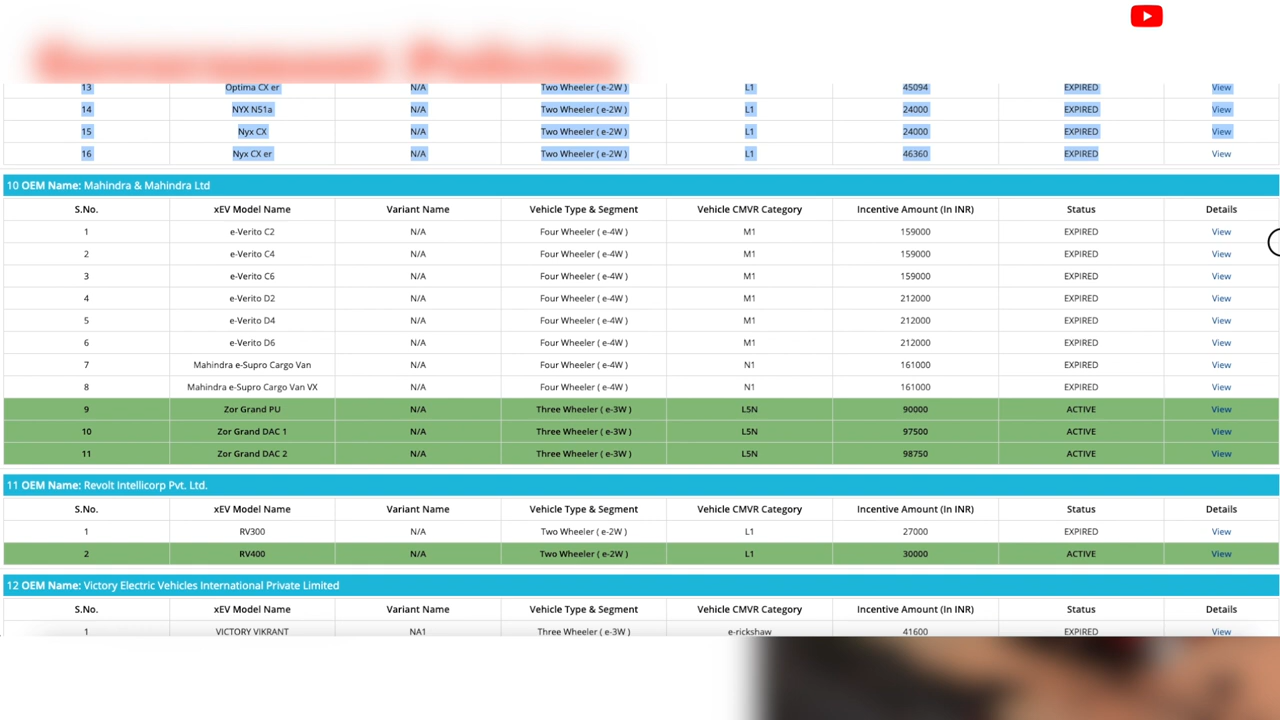 Government Policies
13 Optima CX er N/A Two Wheeler ( e-2W ) L1 45094 EXPIRED View
14 NYX N51a N/A Two Wheeler ( e-2W ) L1 24000 EXPIRED View
15 Nyx CX N/A Two Wheeler ( e-2W ) L1 24000 EXPIRED View
16 Nyx CX er N/A Two Wheeler ( e-2W ) L1 46360 EXPIRED View
10 OEM Name: Mahindra & Mahindra Ltd
S.No. xEV Model Name Variant Name Vehicle Type & Segment Vehicle CMVR Category Incentive Amount (In INR) Status Details
1 e-Verito C2 N/A Four Wheeler ( e-4W ) M1 159000 EXPIRED View
2 e-Verito C4 N/A Four Wheeler ( e-4W ) M1 159000 EXPIRED View
3 e-Verito C6 N/A Four Wheeler ( e-4W ) M1 159000 EXPIRED View
4 e-Verito D2 N/A Four Wheeler ( e-4W ) M1 212000 EXPIRED View
5 e-Verito D4 N/A Four Wheeler ( e-4W ) M1 212000 EXPIRED View
6 e-Verito D6 N/A Four Wheeler ( e-4W ) M1 212000 EXPIRED View
7 Mahindra e-Supro Cargo Van N/A Four Wheeler ( e-4W ) N1 161000 EXPIRED View
8 Mahindra e-Supro Cargo Van VX N/A Four Wheeler ( e-4W ) N1 161000 EXPIRED View
9 Zor Grand PU N/A Three Wheeler ( e-3W ) L5N 90000 ACTIVE View
10 Zor Grand DAC 1 N/A Three Wheeler ( e-3W ) L5N 97500 ACTIVE View
11 Zor Grand DAC 2 N/A Three Wheeler ( e-3W ) L5N 98750 ACTIVE View
11 OEM Name: Revolt Intellicorp Pvt. Ltd.
S.No. xEV Model Name Variant Name Vehicle Type & Segment Vehicle CMVR Category Incentive Amount (In INR) Status Details
1 RV300 N/A Two Wheeler ( e-2W ) L1 27000 EXPIRED View
2 RV400 N/A Two Wheeler ( e-2W ) L1 30000 ACTIVE View
12 OEM Name: Victory Electric Vehicles International Private Limited
S.No. xEV Model Name Variant Name Vehicle Type & Segment Vehicle CMVR Category Incentive Amount (In INR) Status Details
1 VICTORY VIKRANT NA1 Three Wheeler ( e-3W ) e-rickshaw 41600 EXPIRED View